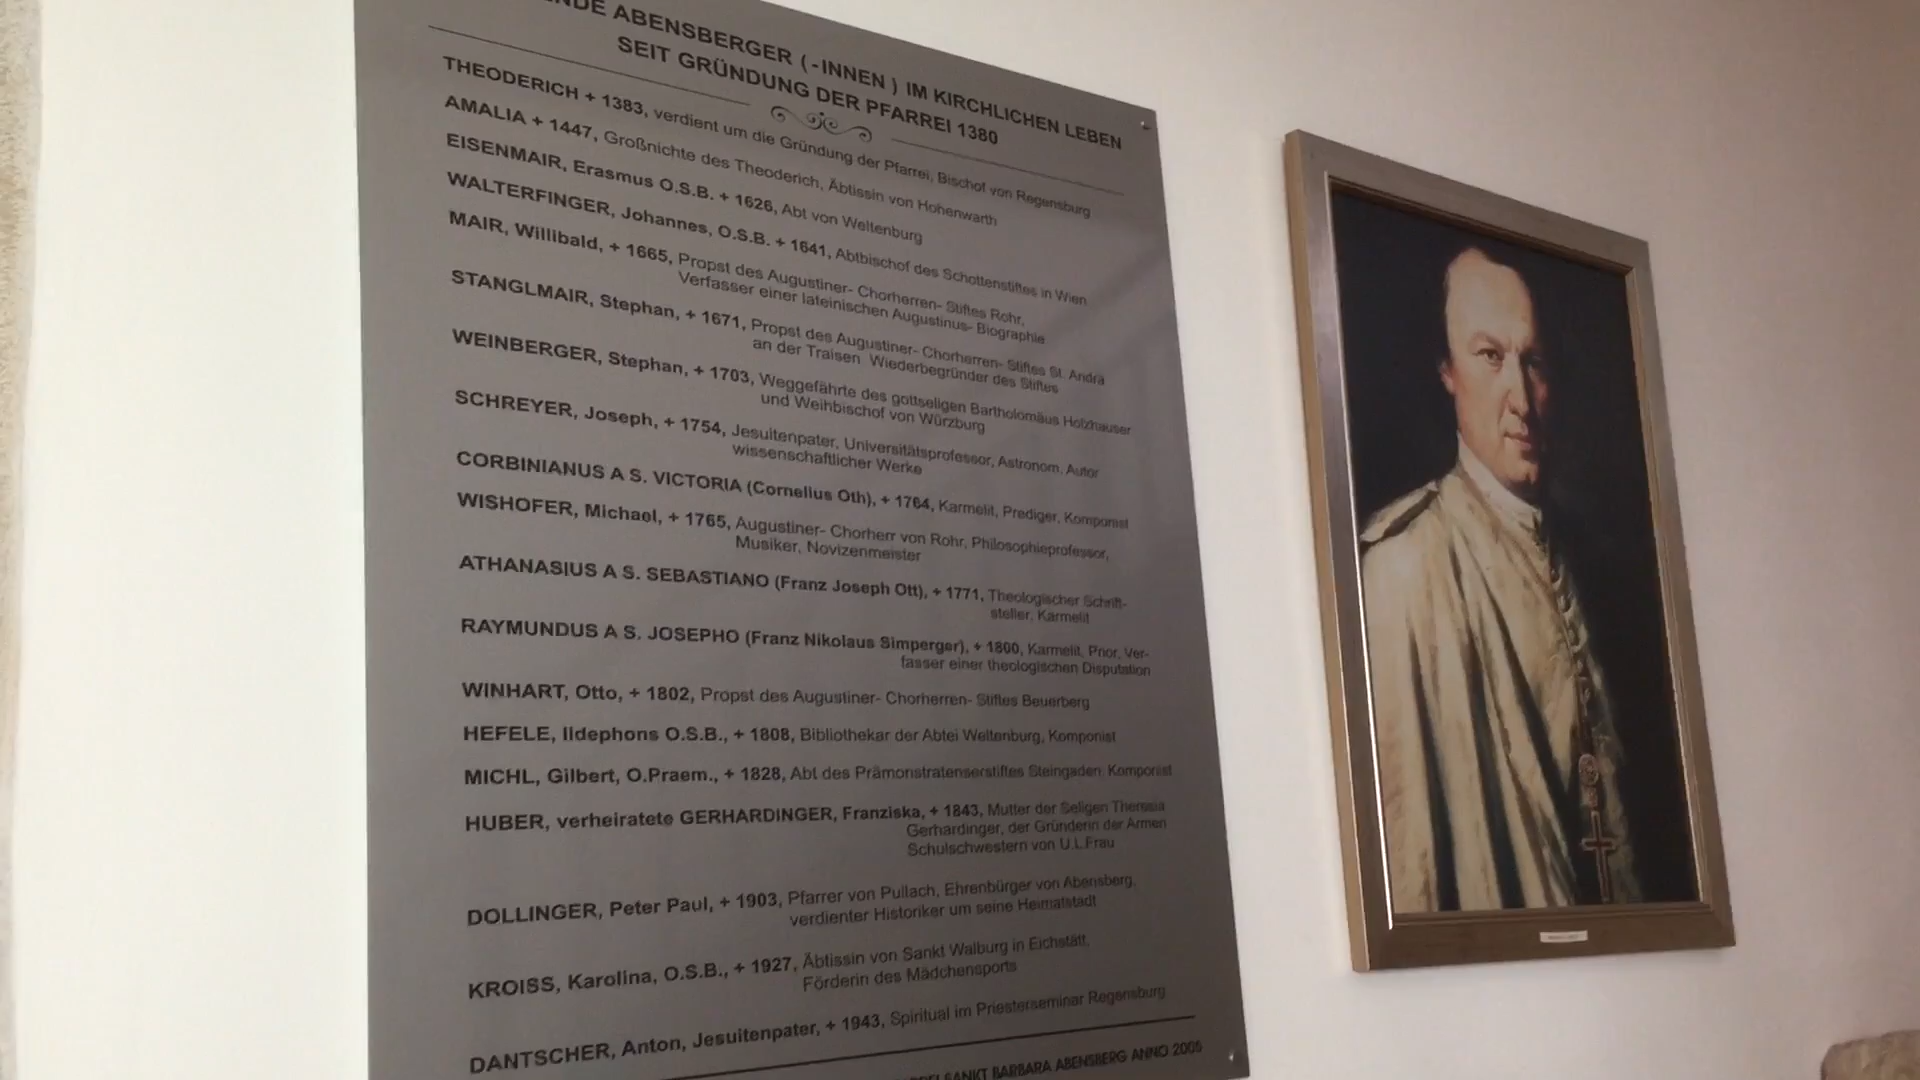 ABENSBERGER (-INNEN) IM KIRCHLICHEN LEBEN
SEIT GRÜNDUNG DER PFARREI 1380
THEODERICH + 1383, verdient um die Gründung der Pfarrei, Bischof von Regensburg
AMALIA + 1447, Großnichte des Theoderich, Äbtissin von Hohenwarth
EISENMAIR, Erasmus O.S.B. + 1626, Abt von Weltenburg
WALTERFINGER, Johannes, O.S.B. + 1641, Abtbischof des Schottenstiftes in Wien
MAIR, Willibald, + 1665, Propst des Augustiner- Chorherren- Stiftes Rohr,
Verfasser einer lateinischen Augustinus- Biographie
STANGLMAIR, Stephan, + 1671, Propst des Augustiner- Chorherren- Stiftes St. Andrä
an der Traisen Wiederbegründer des Stiftes
WEINBERGER, Stephan, + 1703, Weggefährte des gottseligen Bartholomäus Holzhauser
und Weihbischof von Würzburg
SCHREYER, Joseph, + 1754, Jesuitenpater, Universitätsprofessor, Astronom, Autor
wissenschaftlicher Werke
CORBINIANUS A S. VICTORIA (Cornelius Oth), + 1764, Karmelit, Prediger, Komponist
WISHOFER, Michael, + 1765, Augustiner- Chorherr von Rohr, Philosophieprofessor,
Musiker, Novizenmeister
ATHANASIUS A S. SEBASTIANO (Franz Joseph Ott), + 1771, Theologischer Schrift-
steller, Karmelit
RAYMUNDUS A S. JOSEPHO (Franz Nikolaus Simperger), + 1800, Karmelit, Prior, Ver-
fasser einer theologischen Disputation
WINHART, Otto, + 1802, Propst des Augustiner- Chorherren- Stiftes Beuerberg
HEFELE, Ildephons O.S.B., + 1808, Bibliothekar der Abtei Weltenburg, Komponist
MICHL, Gilbert, O.Praem., + 1828, Abt des Prämonstratenserstiftes Steingaden, Komponist
HUBER, verheiratete GERHARDINGER, Franziska, + 1843, Mutter der Seligen Theresia
Gerhardinger, der Gründerin der Armen
Schulschwestern von U.L.Frau
DOLLINGER, Peter Paul, + 1903, Pfarrer von Pullach, Ehrenbürger von Abensberg,
verdienter Historiker um seine Heimatstadt
KROISS, Karolina, O.S.B., + 1927, Äbtissin von Sankt Walburg in Eichstätt,
Förderin des Mädchensports
DANTSCHER, Anton, Jesuitenpater, + 1943, Spiritual im Priesterseminar Regensburg
SANKT BARBARA ABENSBERG ANNO 2005